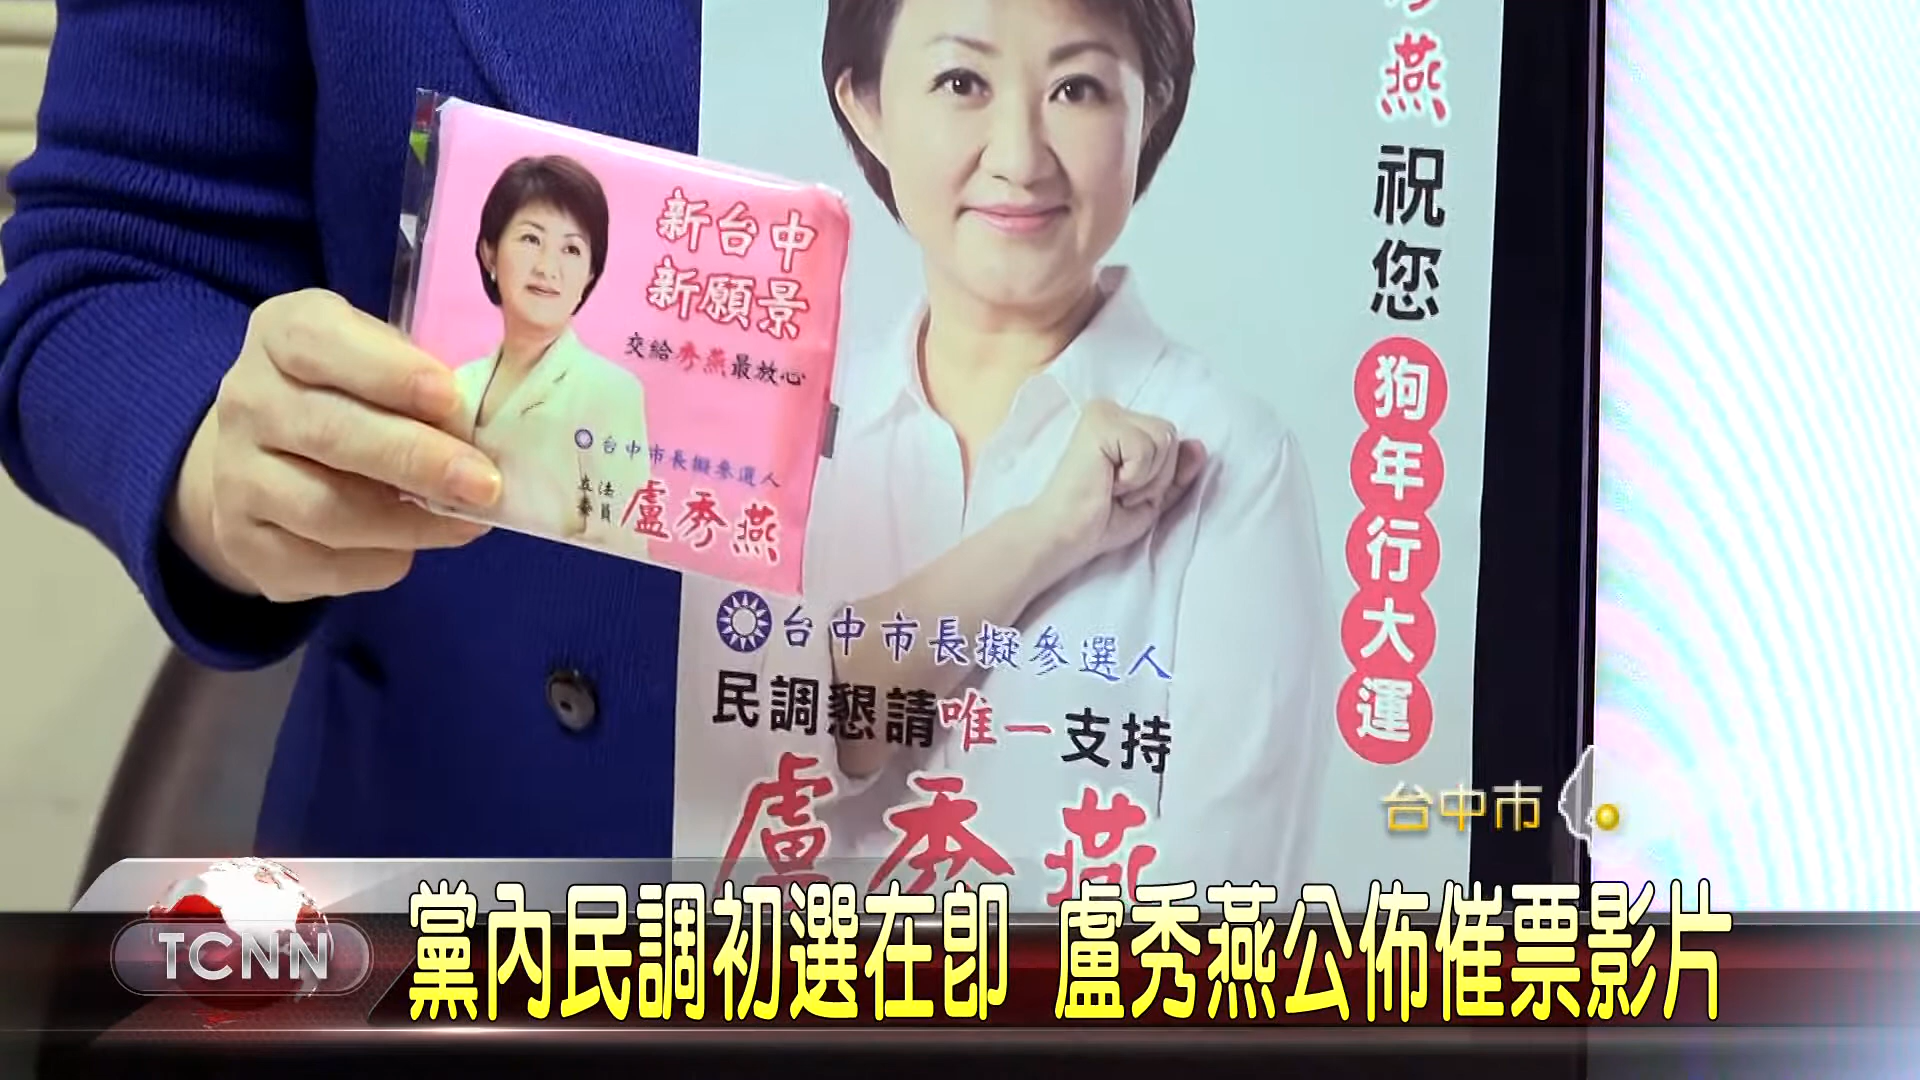 新台中
新願景
交給秀燕最放心
台中市長擬參選人
立法
委員
盧秀燕
燕祝您
狗年行大運
台中市長擬參選人
民調懇請唯一支持
盧秀燕
台中市
TCNN
黨內民調初選在即 盧秀燕公佈催票影片